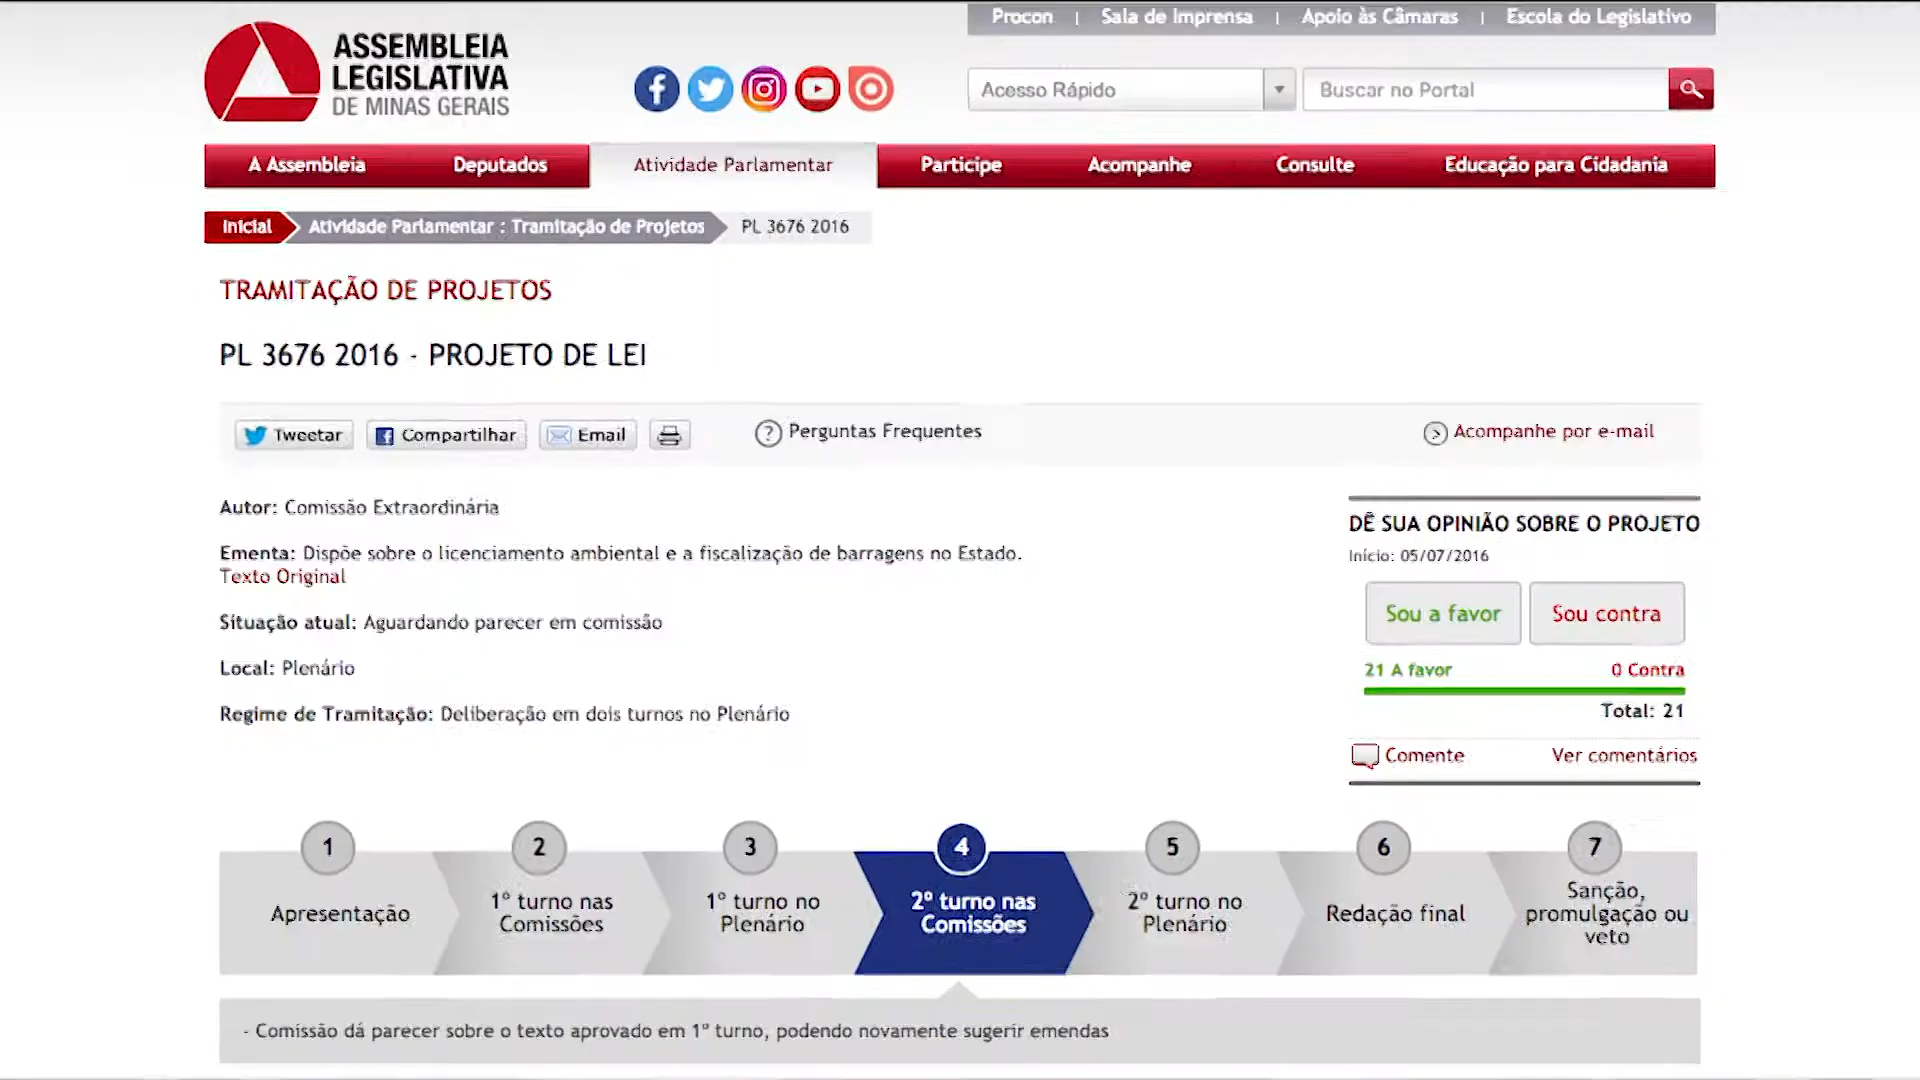 Procon | Sala de Imprensa | Apoio às Câmaras | Escola do Legislativo
ASSEMBLEIA
LEGISLATIVA
DE MINAS GERAIS
Acesso Rápido
Buscar no Portal
A Assembleia
Deputados
Atividade Parlamentar
Participe
Acompanhe
Consulte
Educação para Cidadania
Inicial
Atividade Parlamentar : Tramitação de Projetos
PL 3676 2016
TRAMITAÇÃO DE PROJETOS
PL 3676 2016 - PROJETO DE LEI
Tweetar
Compartilhar
Email
? Perguntas Frequentes
Acompanhe por e-mail
Autor: Comissão Extraordinária
Ementa: Dispõe sobre o licenciamento ambiental e a fiscalização de barragens no Estado.
Texto Original
Situação atual: Aguardando parecer em comissão
Local: Plenário
Regime de Tramitação: Deliberação em dois turnos no Plenário
DÊ SUA OPINIÃO SOBRE O PROJETO
Início: 05/07/2016
Sou a favor
Sou contra
21 A favor
0 Contra
Total: 21
Comente
Ver comentários
1
Apresentação
2
1º turno nas
Comissões
3
1º turno no
Plenário
4
2º turno nas
Comissões
5
2º turno no
Plenário
6
Redação final
7
Sanção,
promulgação ou
veto
- Comissão dá parecer sobre o texto aprovado em 1º turno, podendo novamente sugerir emendas